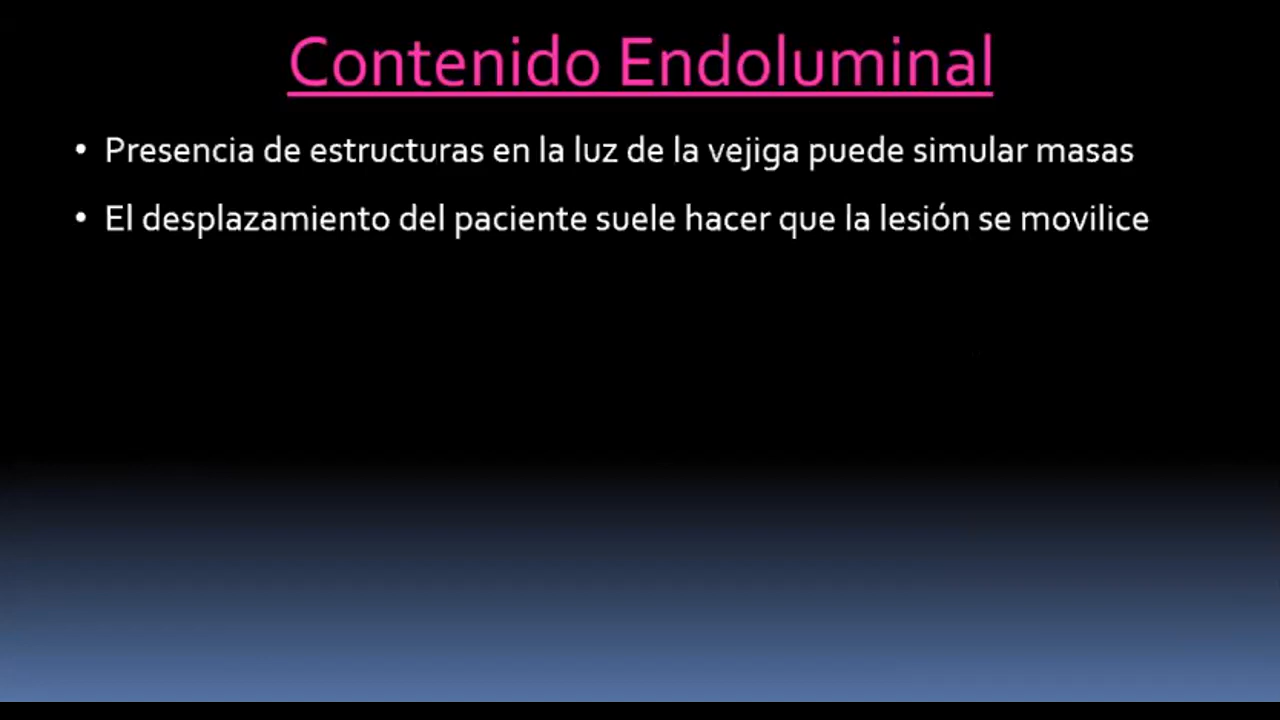 Contenido Endoluminal
• Presencia de estructuras en la luz de la vejiga puede simular masas
• El desplazamiento del paciente suele hacer que la lesión se movilice